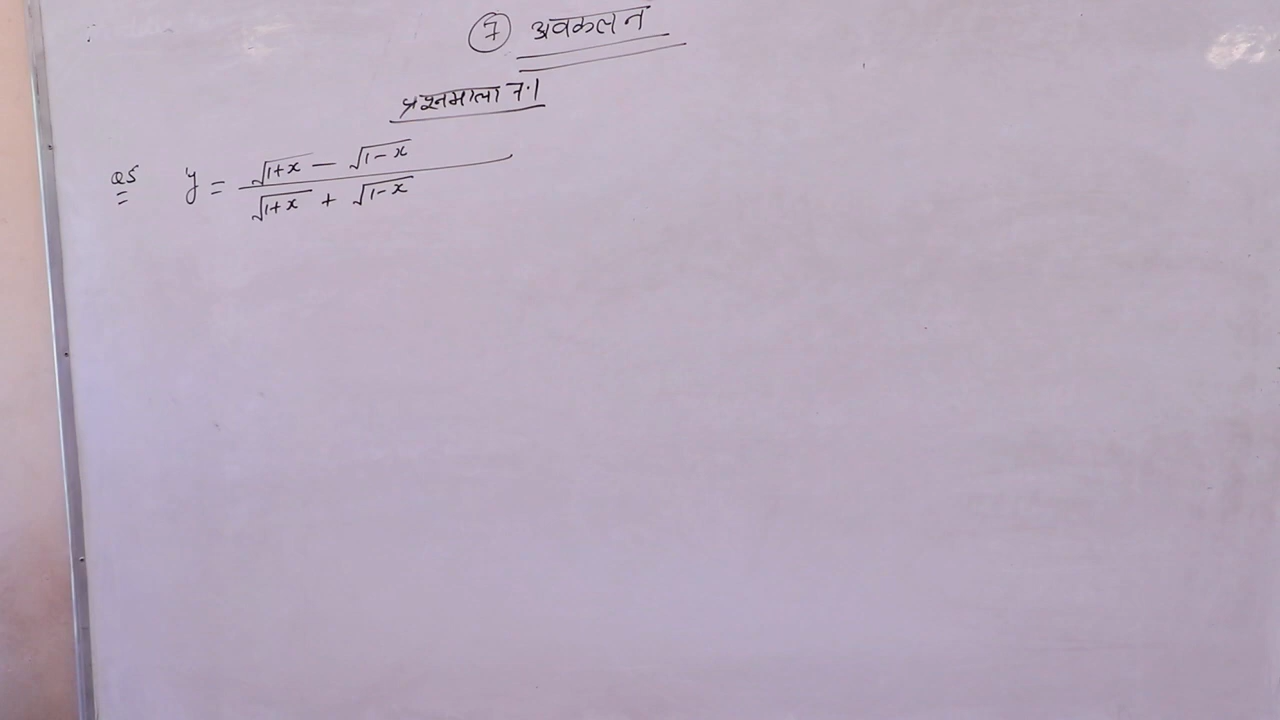 7 अवकलन
प्रश्नमाला 7.1
Q5 y = (√1+x − √1−x) / (√1+x + √1−x)